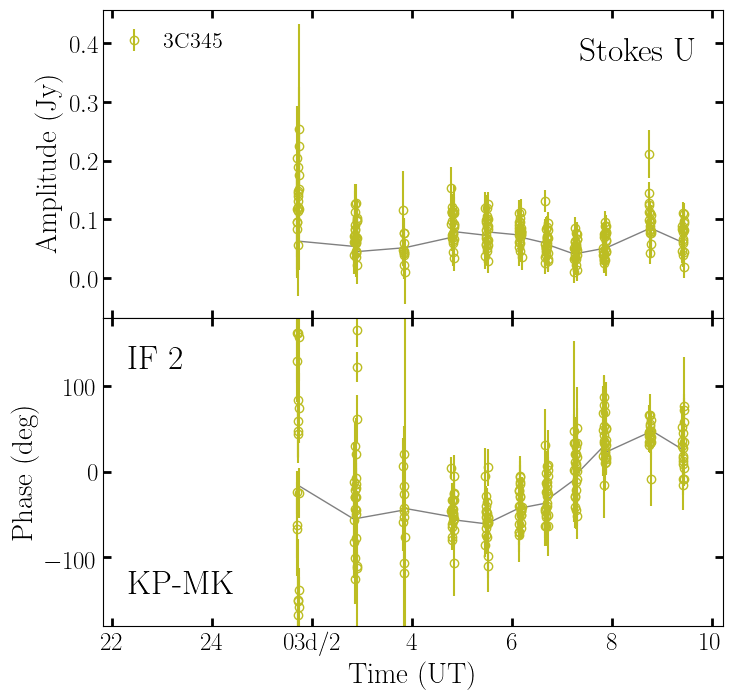 3C345
Stokes U
Amplitude (Jy)
0.4
0.3
0.2
0.1
0.0
IF 2
Phase (deg)
100
0
−100
KP-MK
22 24 03d/2 4 6 8 10
Time (UT)